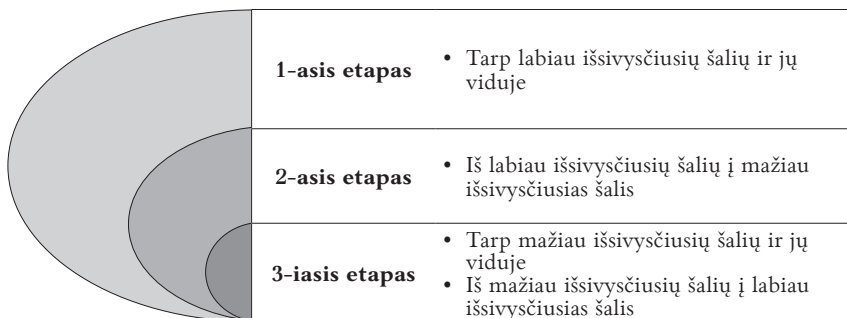 1-asis etapas
• Tarp labiau išsivysčiusių šalių ir jų
viduje
2-asis etapas
• Iš labiau išsivysčiusių šalių į mažiau
išsivysčiusias šalis
3-iasis etapas
• Tarp mažiau išsivysčiusių šalių ir jų
viduje
• Iš mažiau išsivysčiusių šalių į labiau
išsivysčiusias šalis